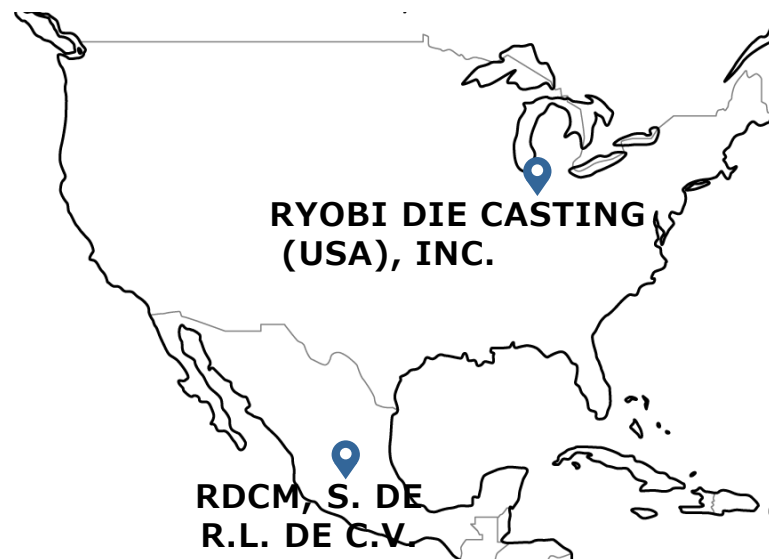 RYOBI DIE CASTING
(USA), INC.
RDCM, S. DE
R.L. DE C.V.